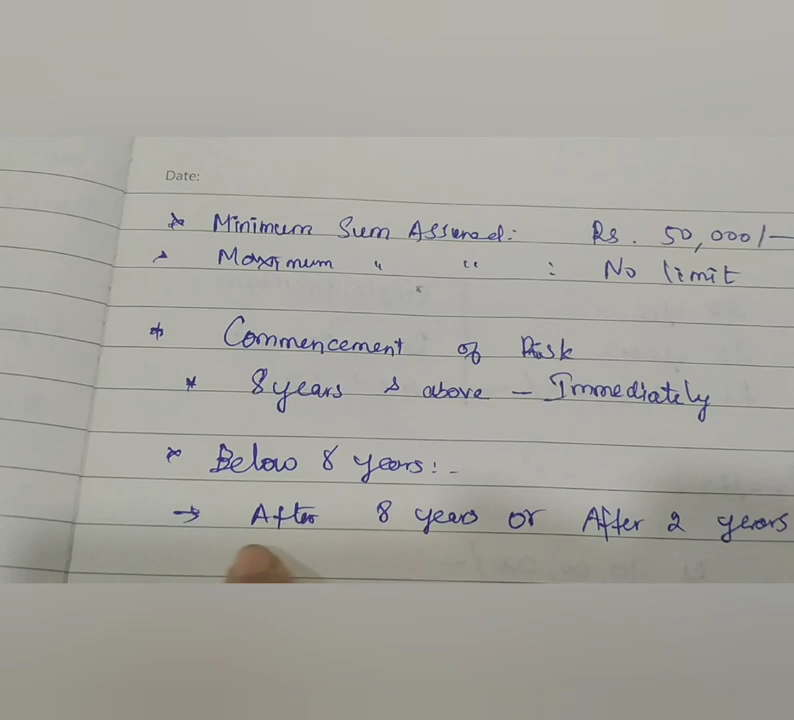 Date:
* Minimum Sum Assured: Rs. 50,000/-
* Maximum " " : No limit
* Commencement of Risk
* 8 years & above - Immediately
* Below 8 years:-
→ After 8 years or After 2 years